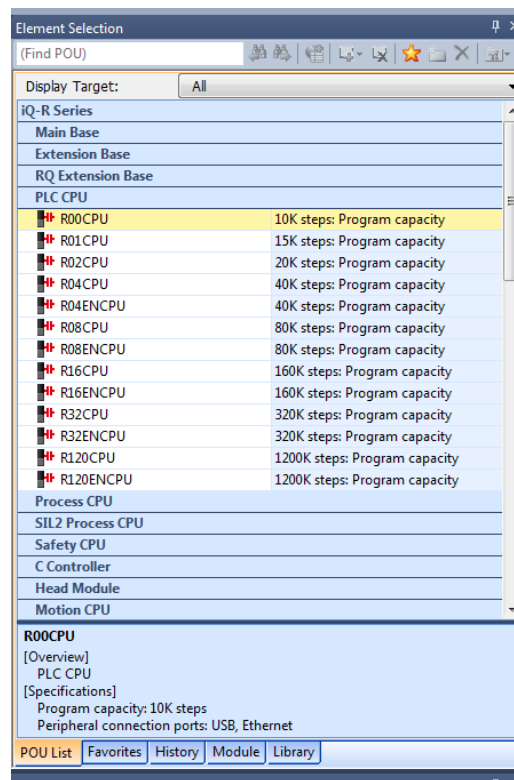 Element Selection
(Find POU)
Display Target: All
iQ-R Series
Main Base
Extension Base
RQ Extension Base
PLC CPU
R00CPU 10K steps: Program capacity
R01CPU 15K steps: Program capacity
R02CPU 20K steps: Program capacity
R04CPU 40K steps: Program capacity
R04ENCPU 40K steps: Program capacity
R08CPU 80K steps: Program capacity
R08ENCPU 80K steps: Program capacity
R16CPU 160K steps: Program capacity
R16ENCPU 160K steps: Program capacity
R32CPU 320K steps: Program capacity
R32ENCPU 320K steps: Program capacity
R120CPU 1200K steps: Program capacity
R120ENCPU 1200K steps: Program capacity
Process CPU
SIL2 Process CPU
Safety CPU
C Controller
Head Module
Motion CPU
R00CPU
[Overview]
PLC CPU
[Specifications]
Program capacity: 10K steps
Peripheral connection ports: USB, Ethernet
POU List Favorites History Module Library